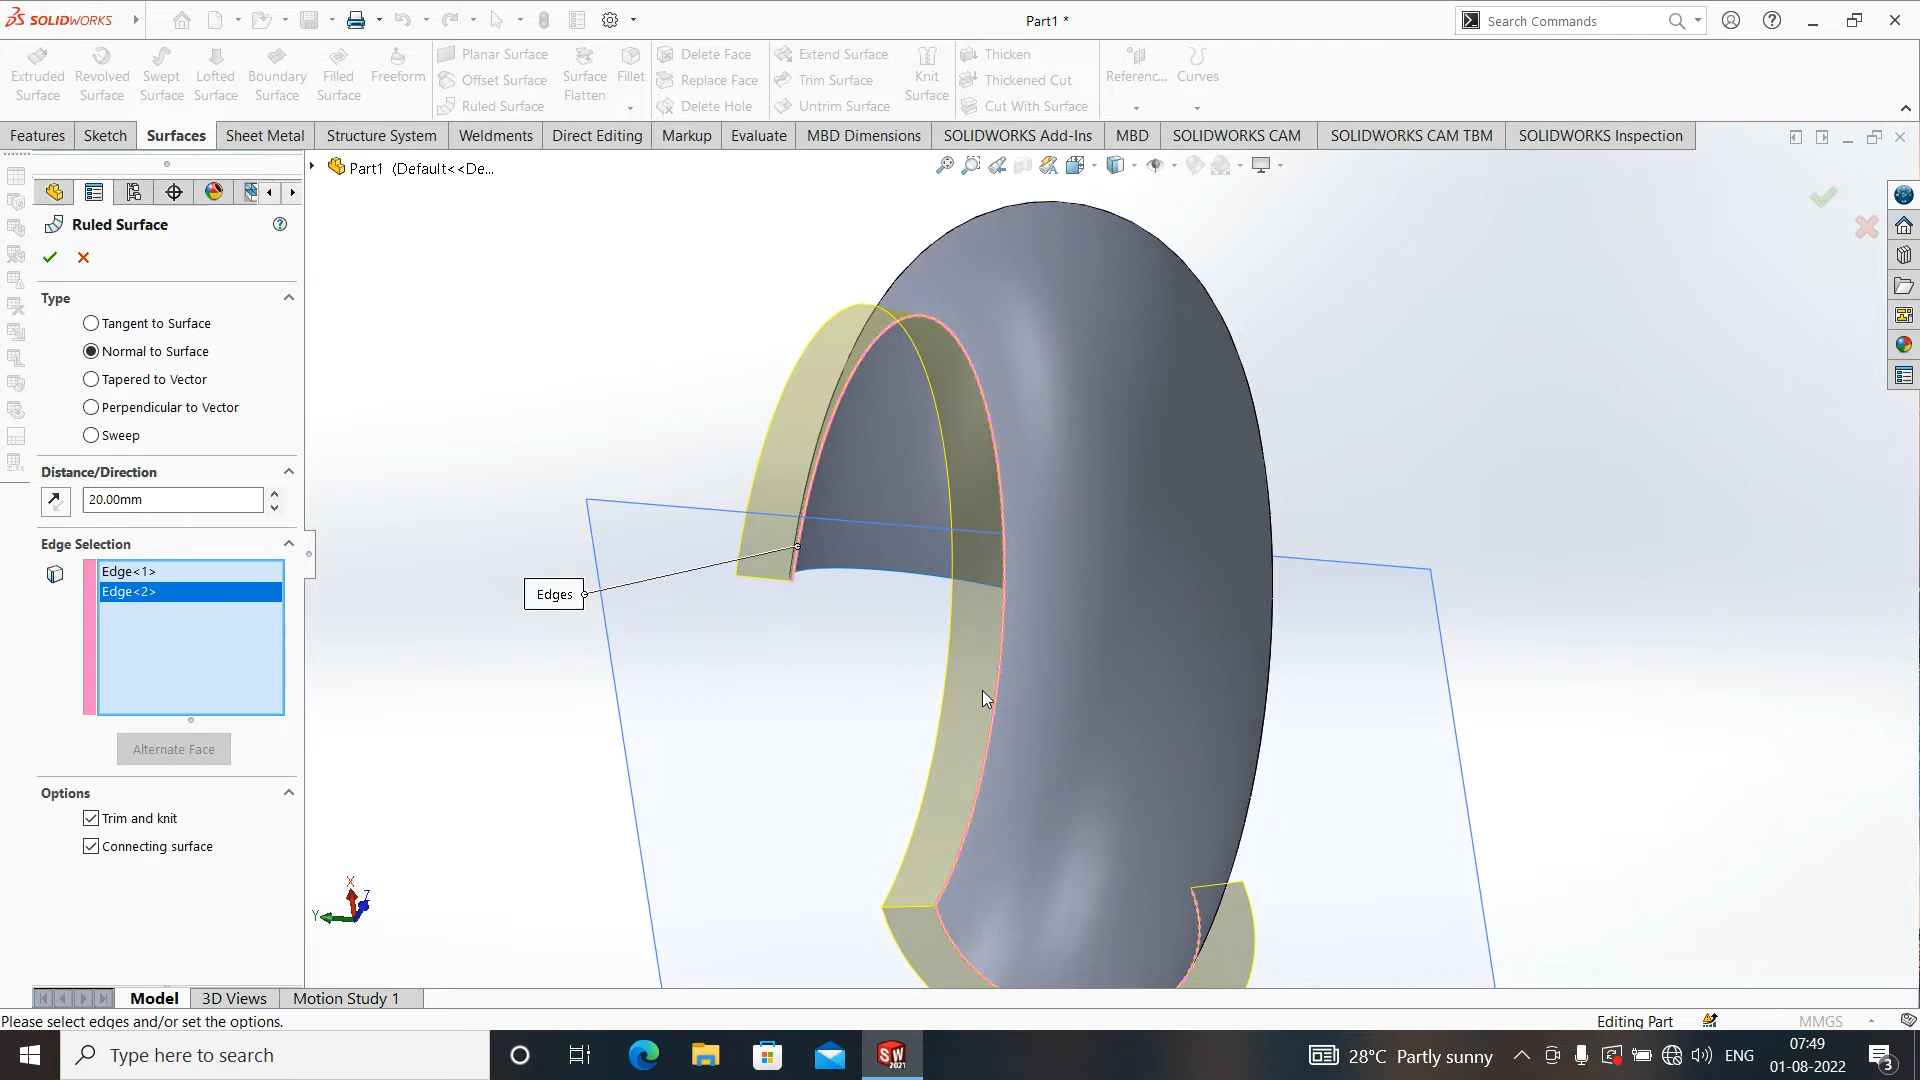 SOLIDWORKS
Part1 *
Search Commands
Extruded Surface
Revolved Surface
Swept Surface
Lofted Surface
Boundary Surface
Filled Surface
Freeform
Planar Surface
Offset Surface
Ruled Surface
Surface Flatten
Fillet
Delete Face
Replace Face
Delete Hole
Extend Surface
Trim Surface
Untrim Surface
Knit Surface
Thicken
Thickened Cut
Cut With Surface
Referenc...
Curves
Features
Sketch
Surfaces
Sheet Metal
Structure System
Weldments
Direct Editing
Markup
Evaluate
MBD Dimensions
SOLIDWORKS Add-Ins
MBD
SOLIDWORKS CAM
SOLIDWORKS CAM TBM
SOLIDWORKS Inspection
Part1 (Default<<De...
Ruled Surface
Type
Tangent to Surface
Normal to Surface
Tapered to Vector
Perpendicular to Vector
Sweep
Distance/Direction
20.00mm
Edge Selection
Edge<1>
Edge<2>
Alternate Face
Options
Trim and knit
Connecting surface
Edges
X
Y
Z
Model
3D Views
Motion Study 1
Please select edges and/or set the options.
Editing Part
MMGS
Type here to search
SW
2021
28°C Partly sunny
ENG
07:49
01-08-2022
3